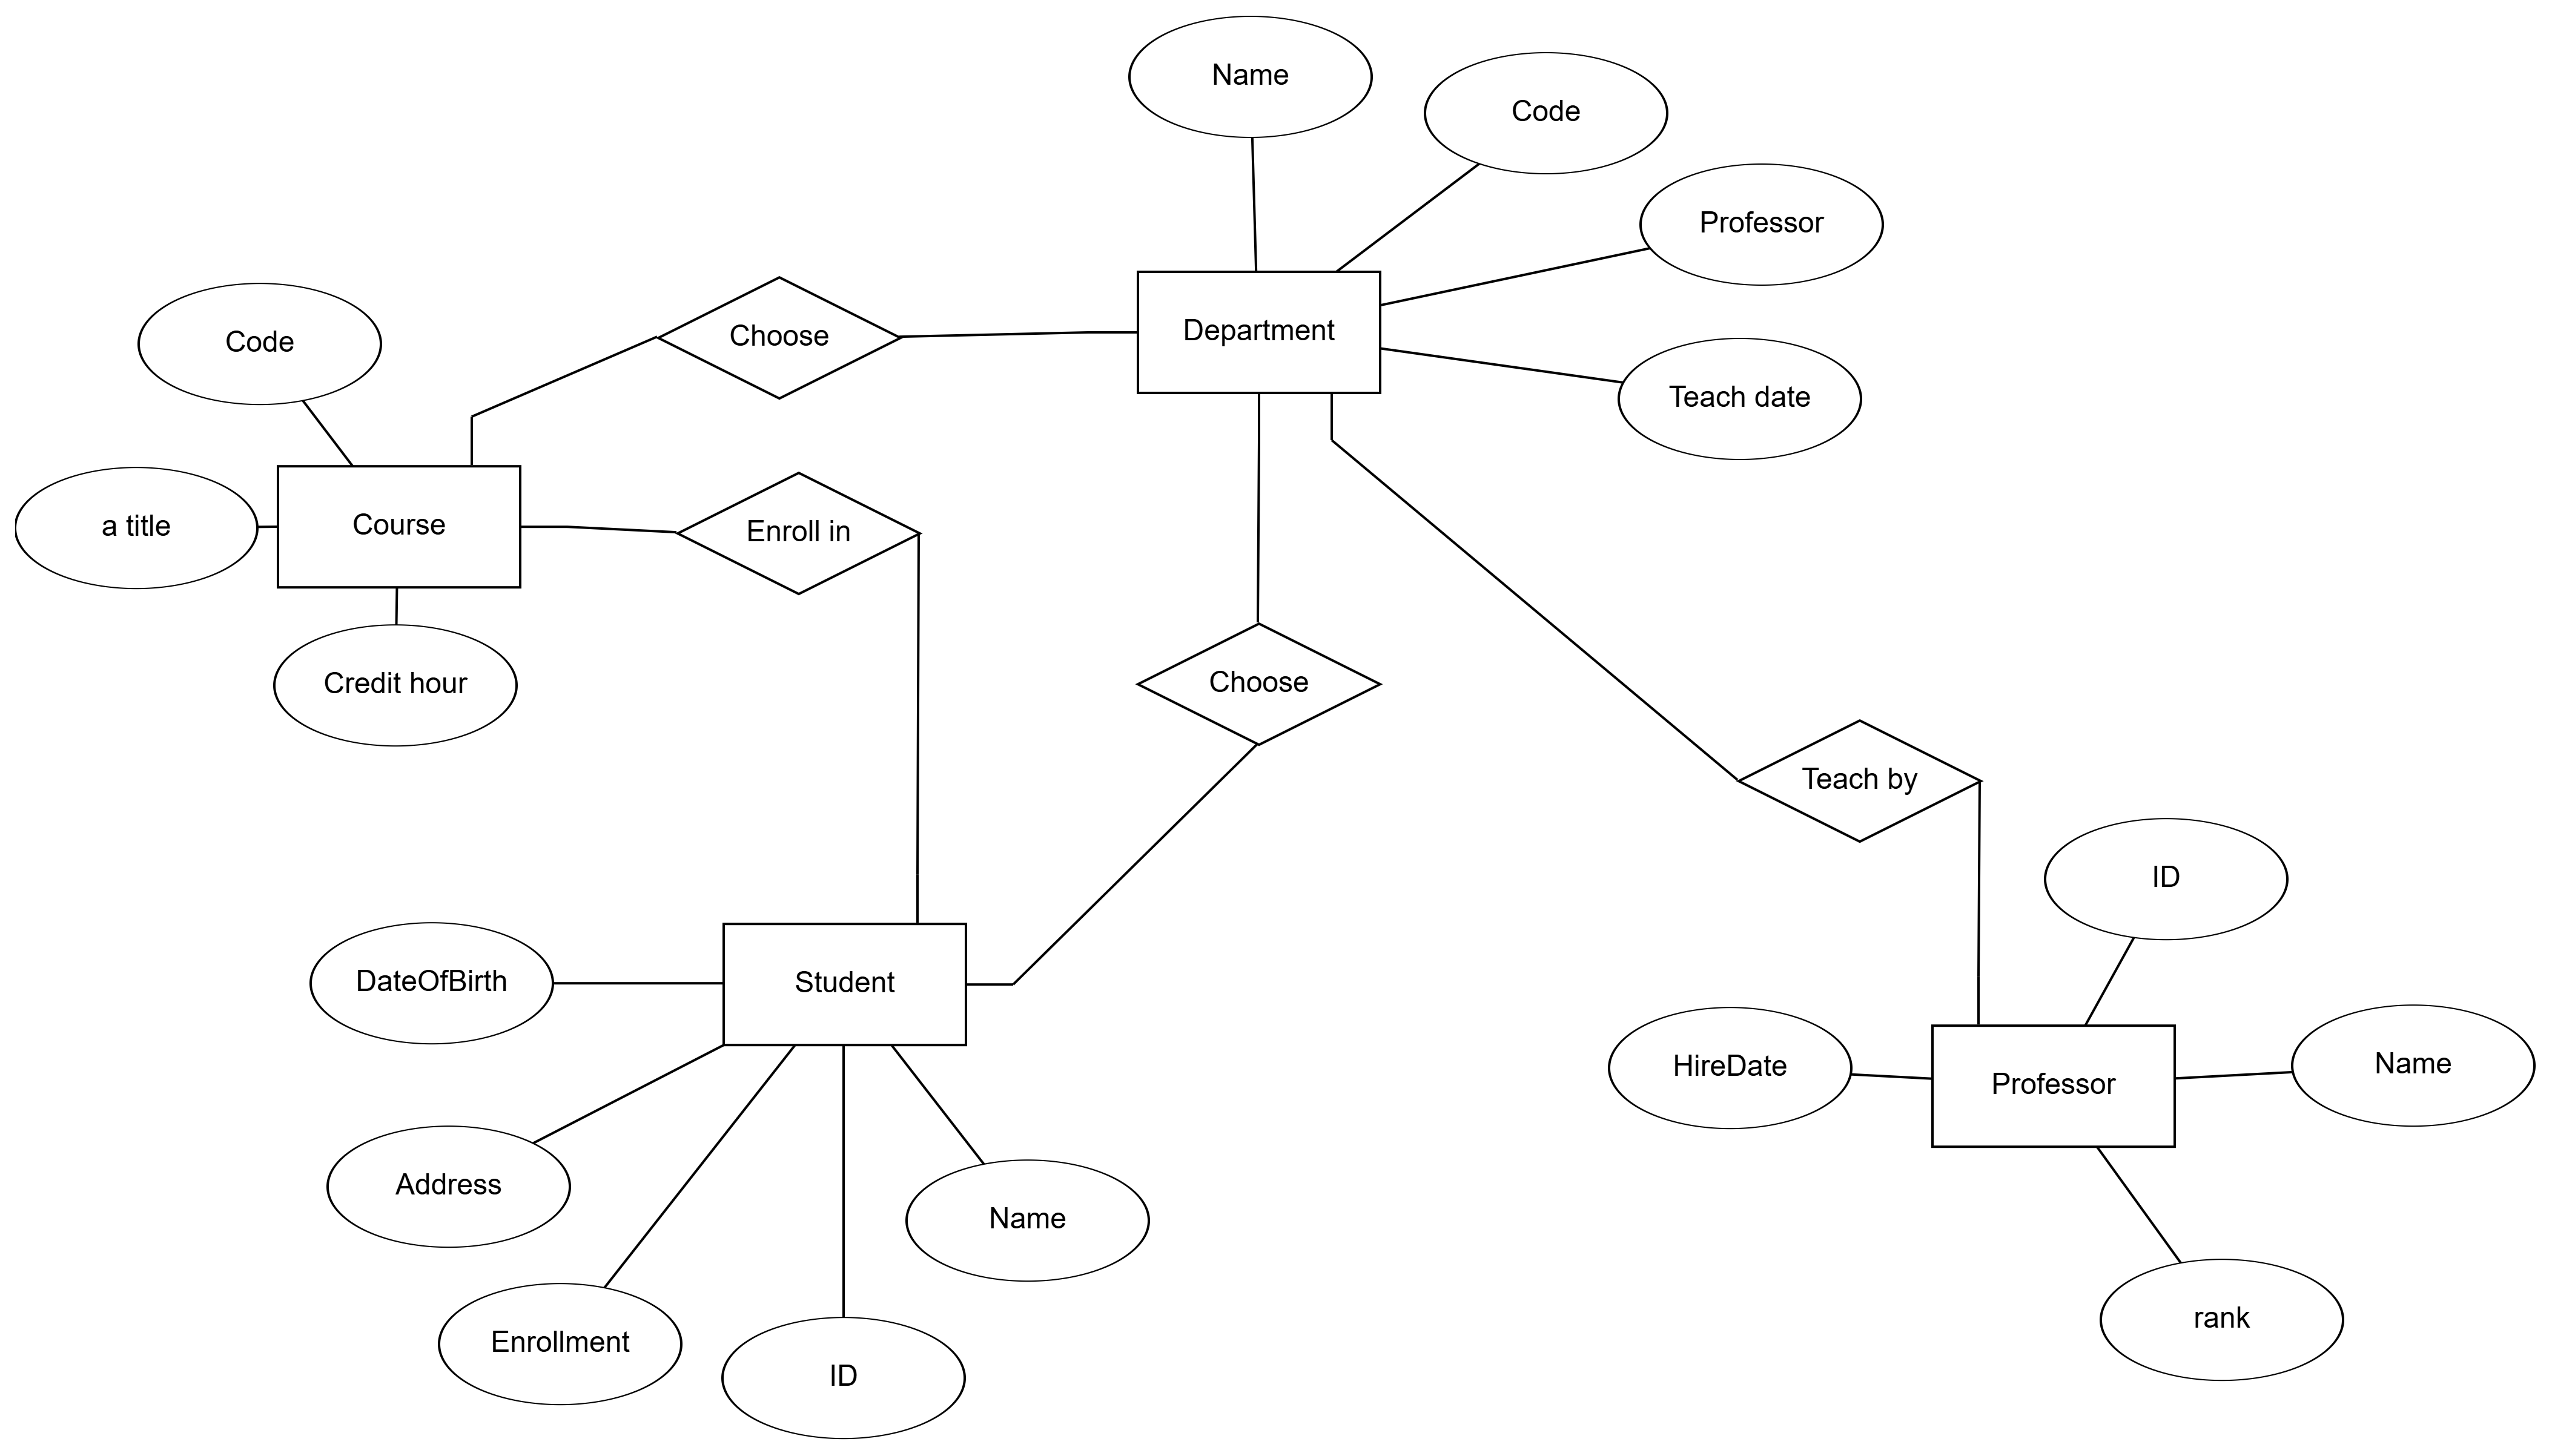 Name
Code
Professor
Teach date
Department
Choose
Code
a title
Course
Enroll in
Credit hour
Choose
Teach by
ID
DateOfBirth
Student
HireDate
Professor
Name
Address
Name
Enrollment
ID
rank